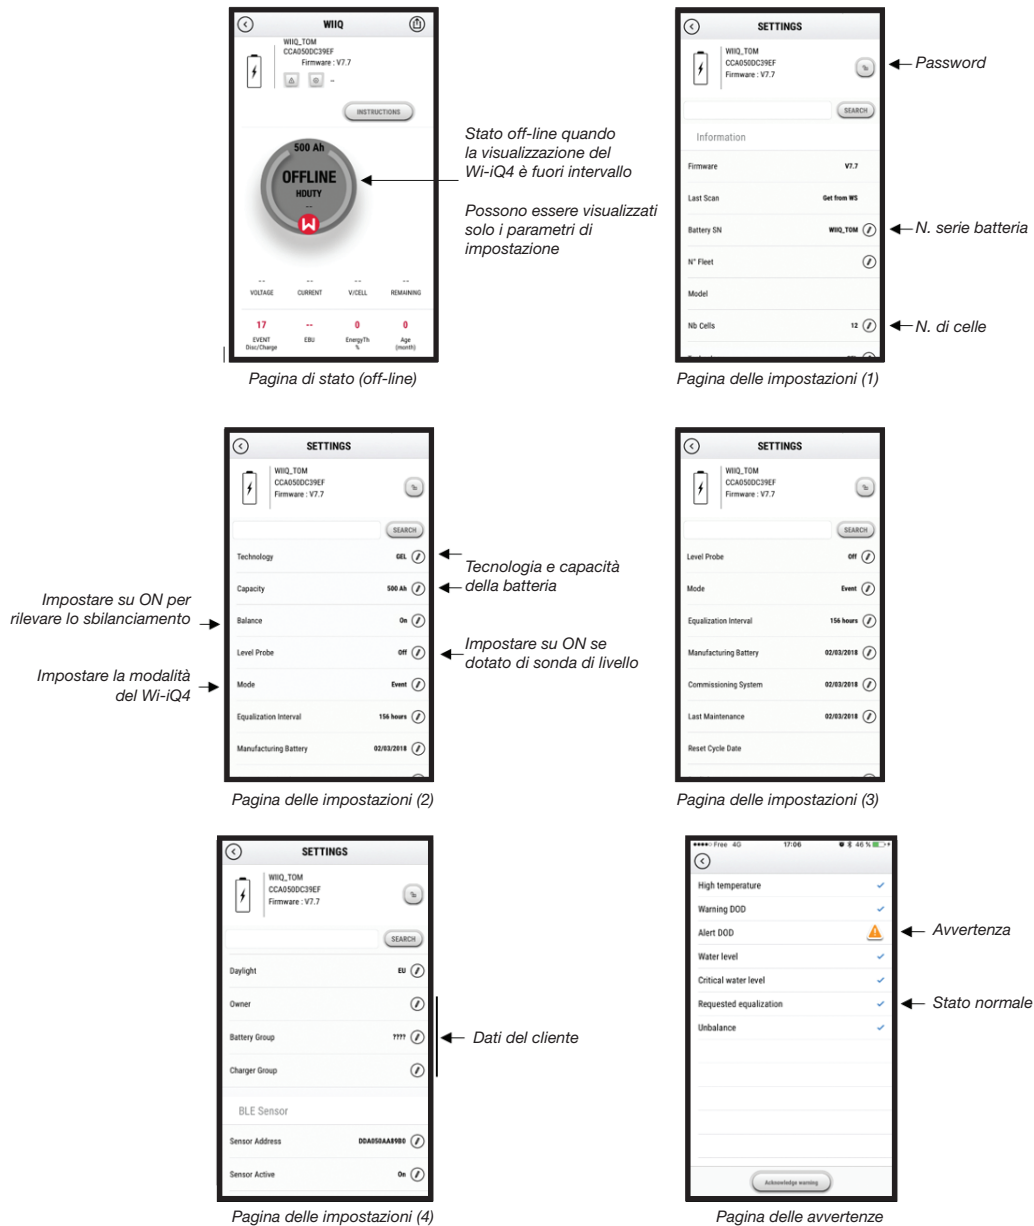 WIIQ
WIIQ_TOM
CCA050DC39EF
Firmware : V7.7
--
INSTRUCTIONS
500 Ah
OFFLINE
HDUTY
--
-- -- -- --
VOLTAGE CURRENT V/CELL REMAINING
17 -- 0 0
EVENT EBU EnergyTh Age
Disc/Charge % (month)
Stato off-line quando
la visualizzazione del
Wi-iQ4 è fuori intervallo
Possono essere visualizzati
solo i parametri di
impostazione
Pagina di stato (off-line)
SETTINGS
WIIQ_TOM
CCA050DC39EF
Firmware : V7.7
Password
SEARCH
Information
Firmware V7.7
Last Scan Get from WS
Battery SN WIIQ_TOM
N. serie batteria
N° Fleet
Model
Nb Cells 12
N. di celle
Pagina delle impostazioni (1)
SETTINGS
WIIQ_TOM
CCA050DC39EF
Firmware : V7.7
SEARCH
Technology GEL
Capacity 500 Ah
Tecnologia e capacità
della batteria
Impostare su ON per
rilevare lo sbilanciamento
Balance On
Level Probe Off
Impostare su ON se
dotato di sonda di livello
Impostare la modalità
del Wi-iQ4
Mode Event
Equalization Interval 156 hours
Manufacturing Battery 02/03/2018
Pagina delle impostazioni (2)
SETTINGS
WIIQ_TOM
CCA050DC39EF
Firmware : V7.7
SEARCH
Level Probe Off
Mode Event
Equalization Interval 156 hours
Manufacturing Battery 02/03/2018
Commissioning System 02/03/2018
Last Maintenance 02/03/2018
Reset Cycle Date
Pagina delle impostazioni (3)
SETTINGS
WIIQ_TOM
CCA050DC39EF
Firmware : V7.7
SEARCH
Daylight EU
Owner
Battery Group ????
Charger Group
Dati del cliente
BLE Sensor
Sensor Address DDA050AA89B0
Sensor Active On
Pagina delle impostazioni (4)
Free 4G 17:06 46 %
High temperature
Warning DOD
Alert DOD
Avvertenza
Water level
Critical water level
Requested equalization
Stato normale
Unbalance
Acknowledge warning
Pagina delle avvertenze